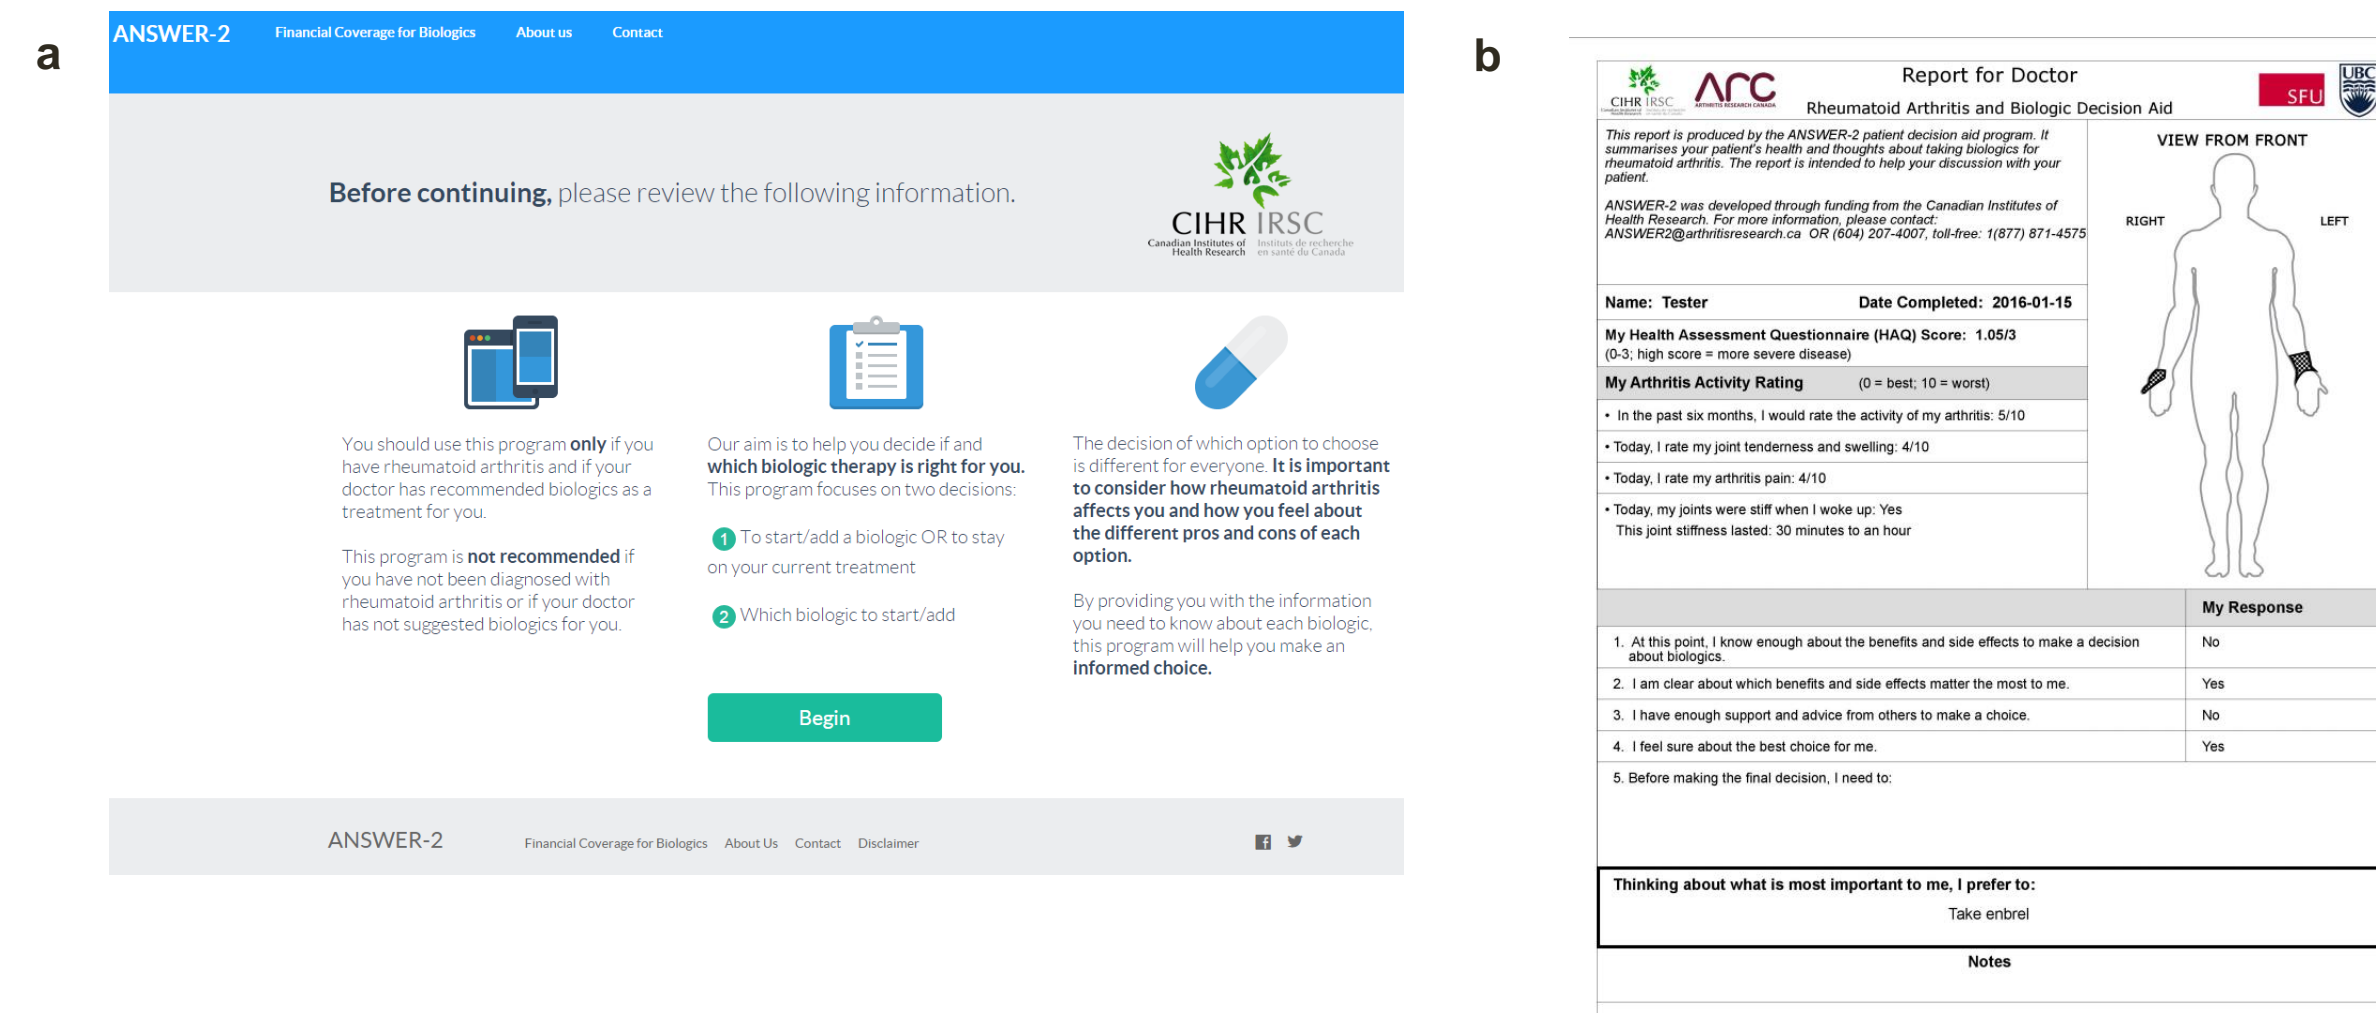 a
ANSWER-2
Financial Coverage for Biologics
About us
Contact
Before continuing, please review the following information.
CIHR IRSC
Canadian Institutes of Health Research
Instituts de recherche en santé du Canada
You should use this program only if you
have rheumatoid arthritis and if your
doctor has recommended biologics as a
treatment for you.
This program is not recommended if
you have not been diagnosed with
rheumatoid arthritis or if your doctor
has not suggested biologics for you.
Our aim is to help you decide if and
which biologic therapy is right for you.
This program focuses on two decisions:
1 To start/add a biologic OR to stay
on your current treatment
2 Which biologic to start/add
Begin
The decision of which option to choose
is different for everyone. It is important
to consider how rheumatoid arthritis
affects you and how you feel about
the different pros and cons of each
option.
By providing you with the information
you need to know about each biologic,
this program will help you make an
informed choice.
ANSWER-2
Financial Coverage for Biologics
About Us
Contact
Disclaimer
b
CIHR IRSC
ARC
ARTHRITIS RESEARCH CANADA
Report for Doctor
Rheumatoid Arthritis and Biologic Decision Aid
SFU
UBC
This report is produced by the ANSWER-2 patient decision aid program. It
summarises your patient's health and thoughts about taking biologics for
rheumatoid arthritis. The report is intended to help your discussion with your
patient.
ANSWER-2 was developed through funding from the Canadian Institutes of
Health Research. For more information, please contact:
ANSWER2@arthritisresearch.ca OR (604) 207-4007, toll-free: 1(877) 871-4575
VIEW FROM FRONT
RIGHT
LEFT
Name: Tester
Date Completed: 2016-01-15
My Health Assessment Questionnaire (HAQ) Score: 1.05/3
(0-3; high score = more severe disease)
My Arthritis Activity Rating (0 = best; 10 = worst)
• In the past six months, I would rate the activity of my arthritis: 5/10
• Today, I rate my joint tenderness and swelling: 4/10
• Today, I rate my arthritis pain: 4/10
• Today, my joints were stiff when I woke up: Yes
This joint stiffness lasted: 30 minutes to an hour
My Response
1. At this point, I know enough about the benefits and side effects to make a decision
about biologics.
No
2. I am clear about which benefits and side effects matter the most to me.
Yes
3. I have enough support and advice from others to make a choice.
No
4. I feel sure about the best choice for me.
Yes
5. Before making the final decision, I need to:
Thinking about what is most important to me, I prefer to:
Take enbrel
Notes